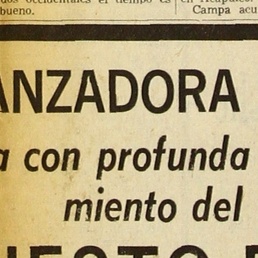 bueno.
Campa acu
ANZADORA
a con profunda
miento del